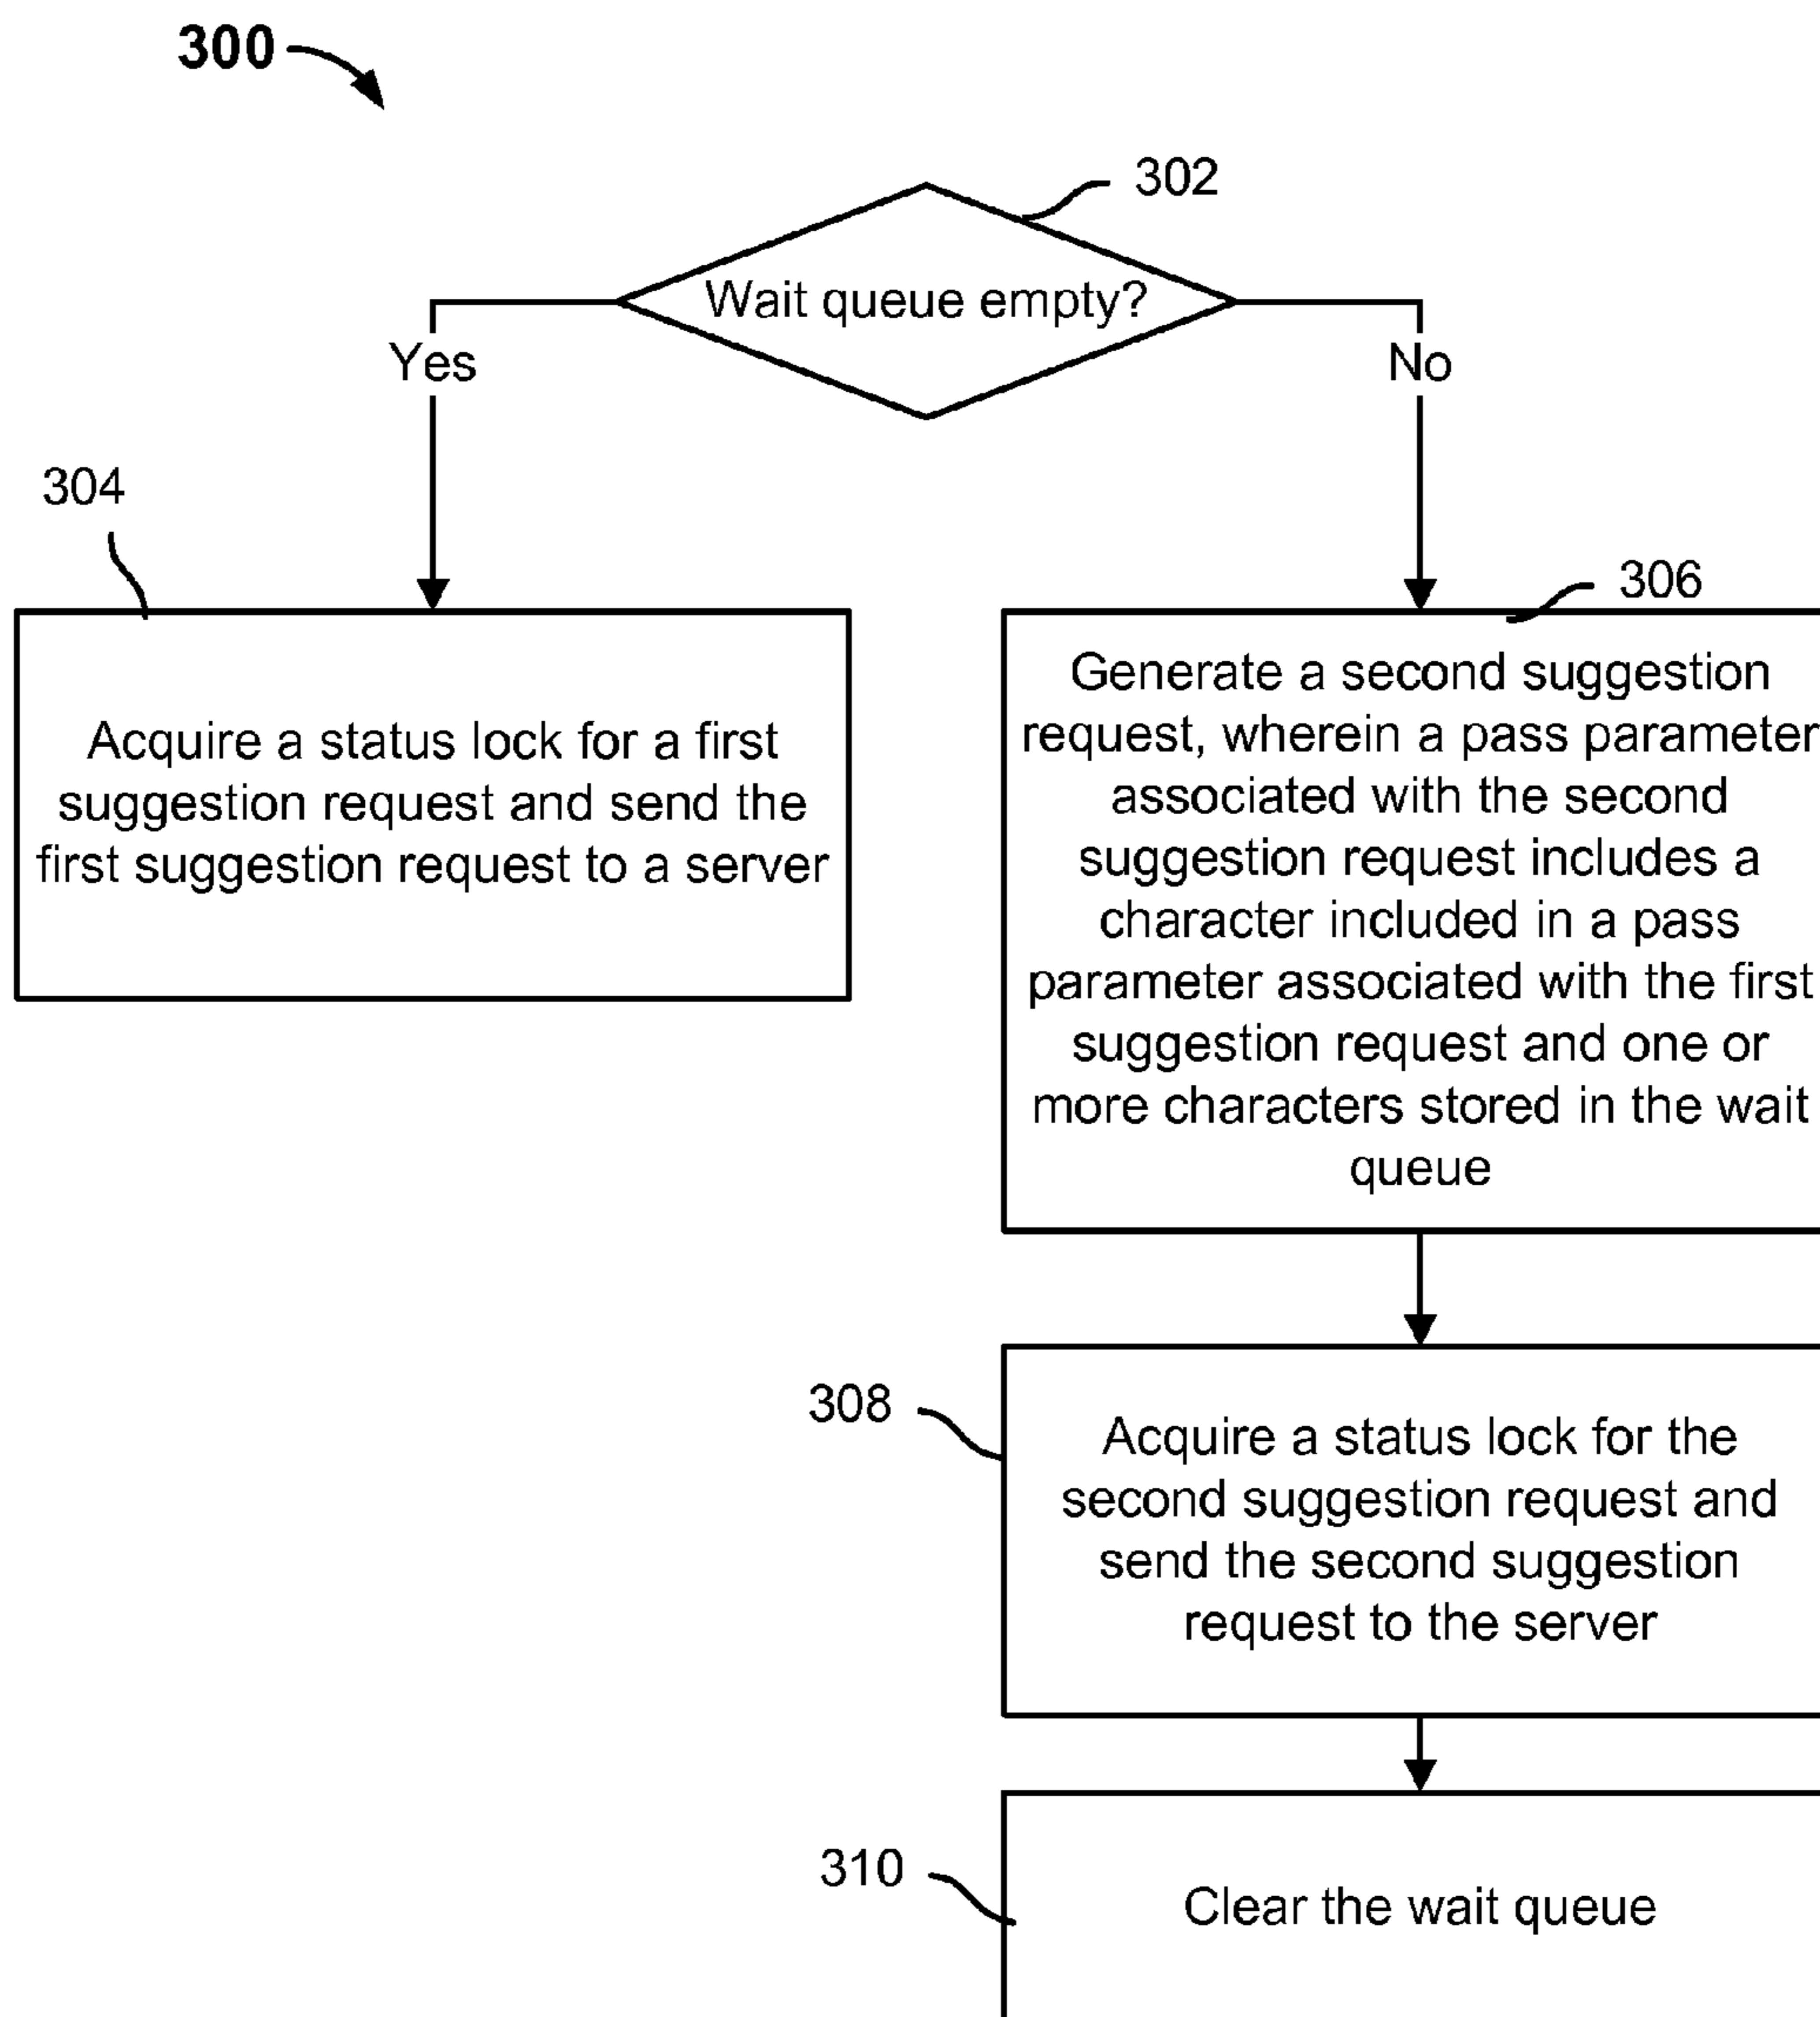 300
302
Wait queue empty?
Yes
No
304
306
Acquire a status lock for a first
suggestion request and send the
first suggestion request to a server
Generate a second suggestion
request, wherein a pass parameter
associated with the second
suggestion request includes a
character included in a pass
parameter associated with the first
suggestion request and one or
more characters stored in the wait
queue
308
Acquire a status lock for the
second suggestion request and
send the second suggestion
request to the server
310
Clear the wait queue